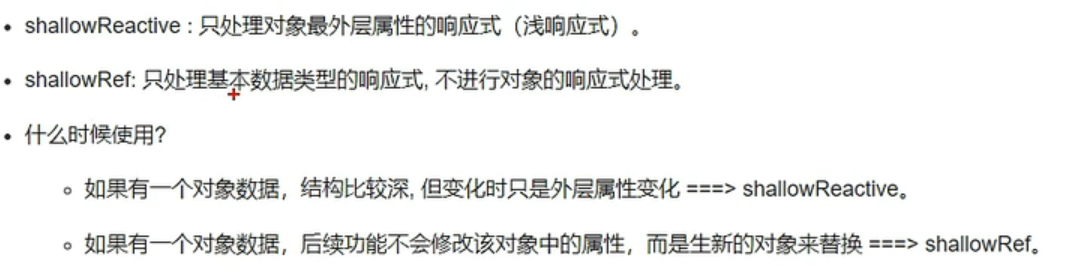 shallowReactive : 只处理对象最外层属性的响应式（浅响应式）。
shallowRef: 只处理基本数据类型的响应式, 不进行对象的响应式处理。
什么时候使用?
如果有一个对象数据，结构比较深, 但变化时只是外层属性变化 ===> shallowReactive。
如果有一个对象数据，后续功能不会修改该对象中的属性，而是生新的对象来替换 ===> shallowRef。